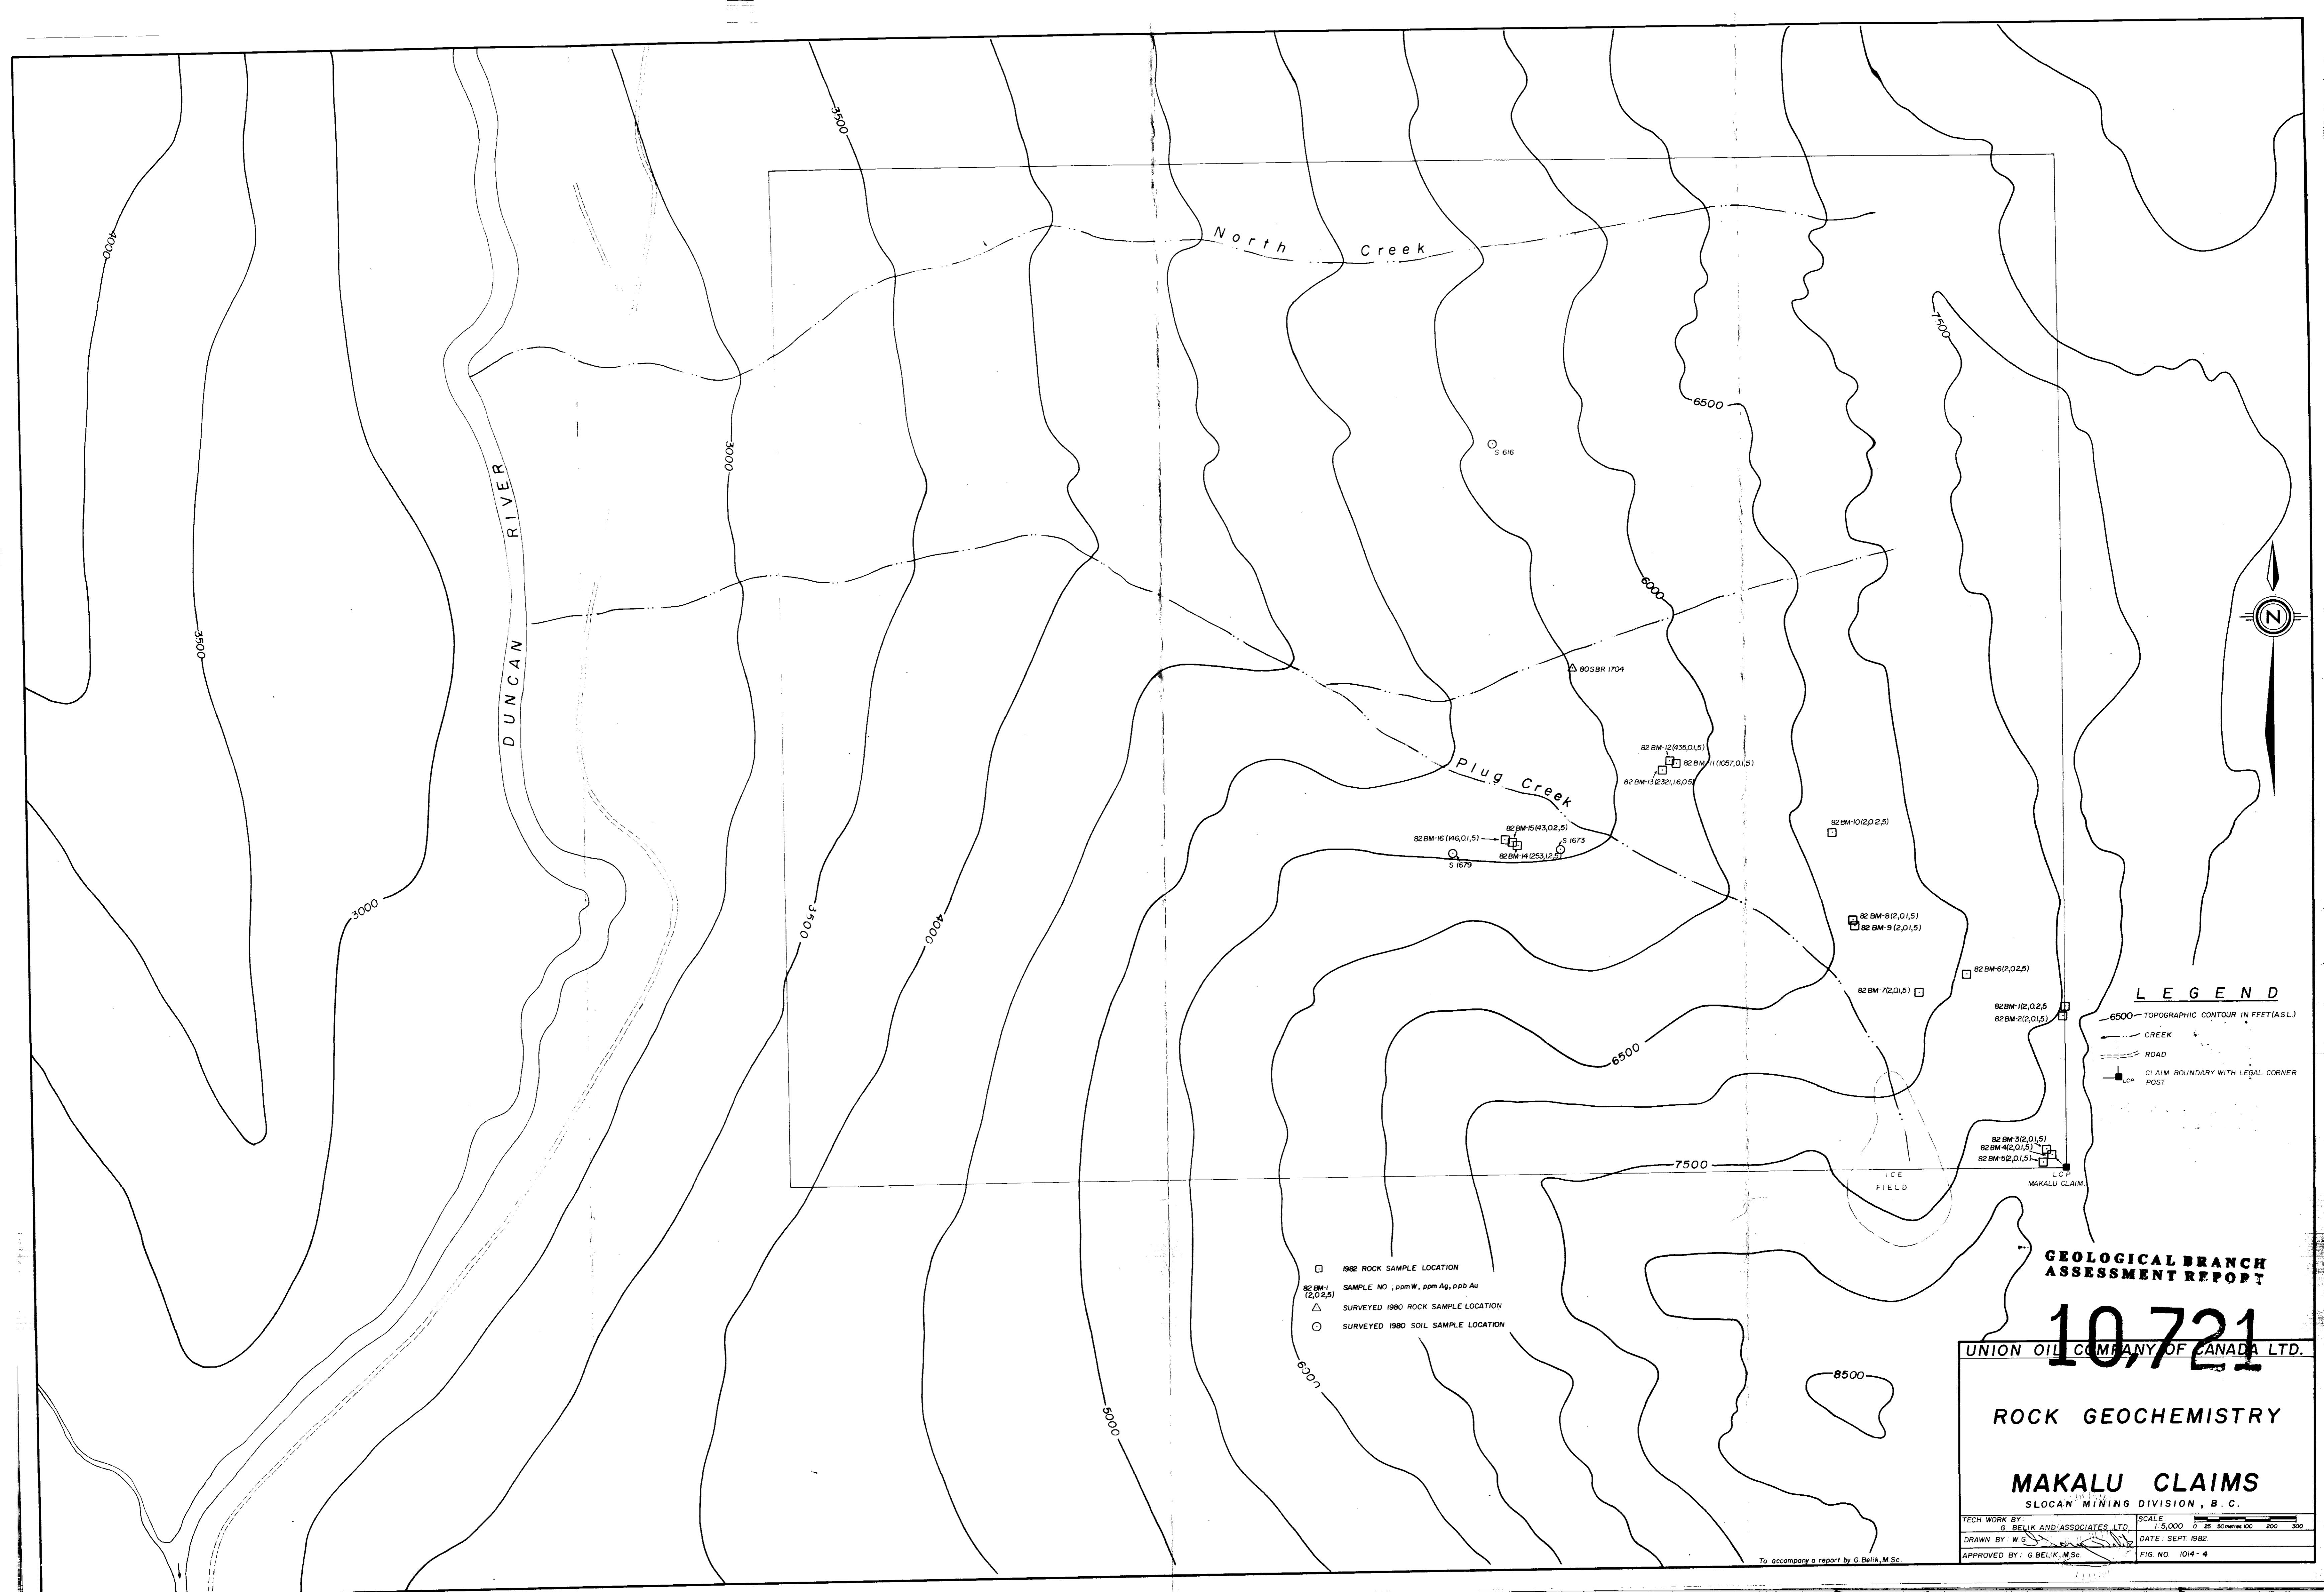 3500
4000
North Creek
7500
6500
S 616
3000
DUNCAN RIVER
6000
3500
80SBR 1704
82 BM-12(435,0.1,5)
82 BM-11(1057,0.1,5)
82 BM-13(2321,1.6,05)
Plug Creek
82 BM-10(2,0.2,5)
82 BM-15(43,0.2,5)
82 BM-16(146,0.1,5)
S 1673
82 BM-14(253,1.2,5)
S 1679
3000
3500
4000
82 BM-8(2,0.1,5)
82 BM-9(2,0.1,5)
82 BM-6(2,0.2,5)
82 BM-7(2,0.1,5)
82 BM-1(2,0.2,5
82 BM-2(2,0.1,5)
6500
LEGEND
6500 TOPOGRAPHIC CONTOUR IN FEET (A.S.L.)
CREEK
ROAD
LCP CLAIM BOUNDARY WITH LEGAL CORNER
POST
82 BM-3(2,0.1,5)
82 BM-4(2,0.1,5)
82 BM-5(2,0.1,5)
7500
ICE
FIELD
LCP
MAKALU CLAIM
N
1982 ROCK SAMPLE LOCATION
82 BM-1 SAMPLE NO., ppm W, ppm Ag, ppb Au
(2,0.2,5)
SURVEYED 1980 ROCK SAMPLE LOCATION
SURVEYED 1980 SOIL SAMPLE LOCATION
6000
5000
8500
GEOLOGICAL BRANCH
ASSESSMENT REPORT
10,721
UNION OIL COMPANY OF CANADA LTD.
ROCK GEOCHEMISTRY
MAKALU CLAIMS
SLOCAN MINING DIVISION, B.C.
TECH WORK BY:
G. BELIK AND ASSOCIATES LTD.
SCALE:
1:5,000 0 25 50 metres 100 200 300
DRAWN BY W.G.
DATE: SEPT. 1982.
APPROVED BY: G. BELIK, M.Sc.
FIG. NO. 1014-4
To accompany a report by G. Belik, M.Sc.